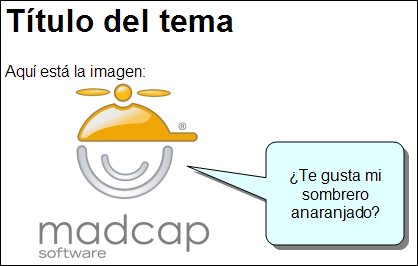 Título del tema
Aquí está la imagen:
®
¿Te gusta mi
sombrero
anaranjado?
madcap
software